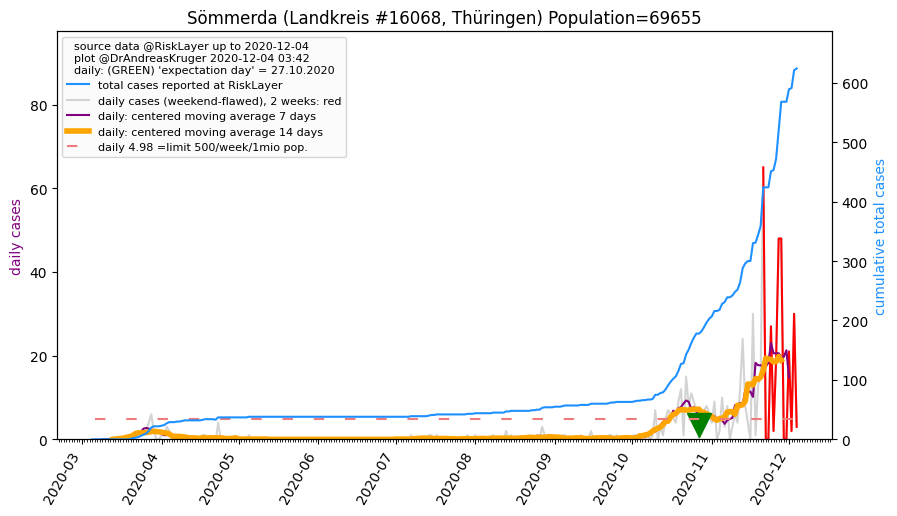 Sömmerda (Landkreis #16068, Thüringen) Population=69655
source data @RiskLayer up to 2020-12-04
plot @DrAndreasKruger 2020-12-04 03:42
daily: (GREEN) 'expectation day' = 27.10.2020
total cases reported at RiskLayer
daily cases (weekend-flawed), 2 weeks: red
daily: centered moving average 7 days
daily: centered moving average 14 days
daily 4.98 =limit 500/week/1mio pop.
daily cases
80
60
40
20
0
cumulative total cases
600
500
400
300
200
100
0
2020-03
2020-04
2020-05
2020-06
2020-07
2020-08
2020-09
2020-10
2020-11
2020-12